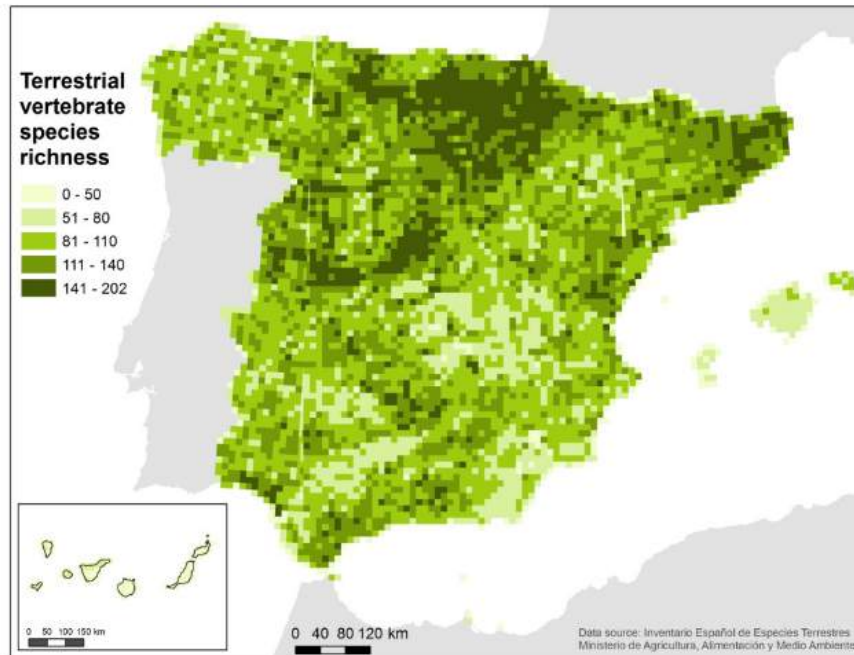 Terrestrial
vertebrate
species
richness
0 - 50
51 - 80
81 - 110
111 - 140
141 - 202
0 50 100 150 km
0 40 80 120 km
Data source: Inventario Español de Especies Terrestres
Ministerio de Agricultura, Alimentación y Medio Ambiente